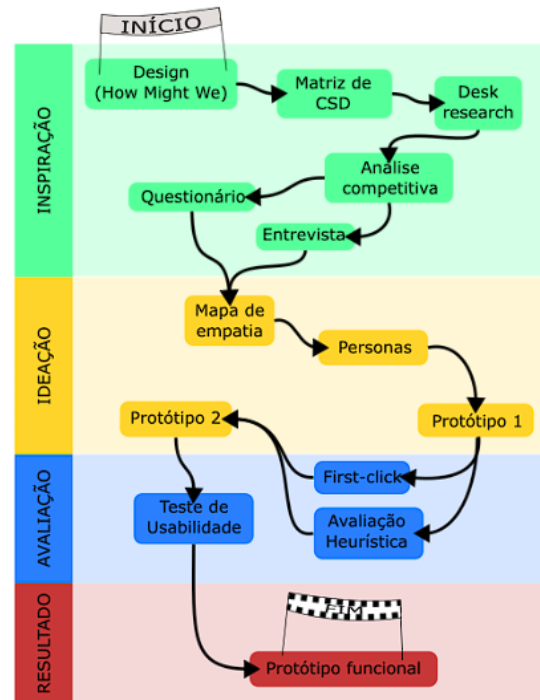 INÍCIO
INSPIRAÇÃO
Design
(How Might We)
Matriz de
CSD
Desk
research
Análise
competitiva
Questionário
Entrevista
IDEAÇÃO
Mapa de
empatia
Personas
Protótipo 1
Protótipo 2
AVALIAÇÃO
First-click
Avaliação
Heurística
Teste de
Usabilidade
RESULTADO
FIM
Protótipo funcional